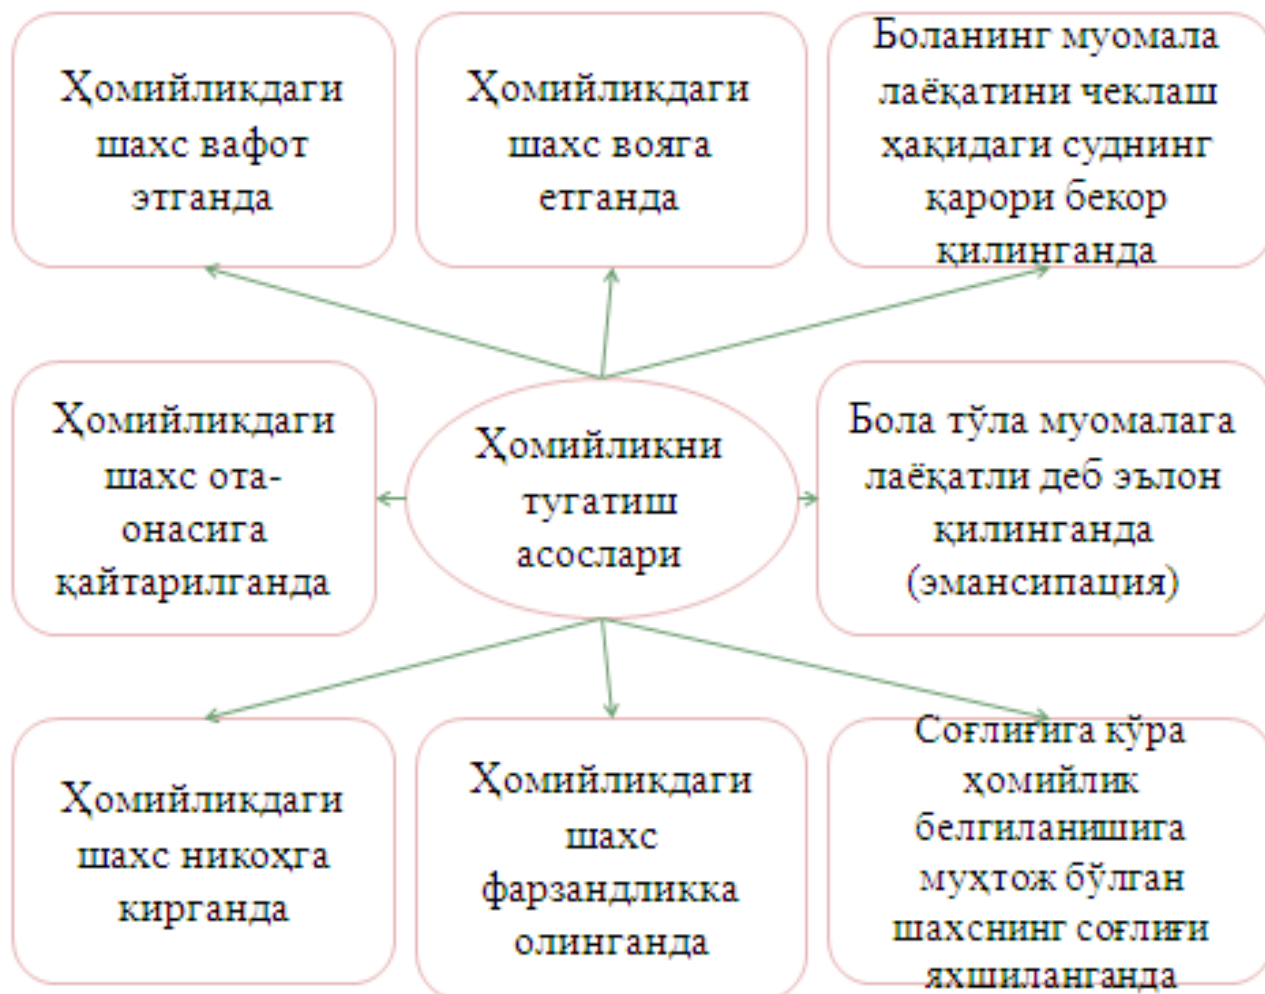 Ҳомийликдаги
шахс вафот
этганда
Ҳомийликдаги
шахс вояга
етганда
Боланинг муомала
лаёқатини чеклаш
ҳақидаги суднинг
қарори бекор
қилинганда
Ҳомийликдаги
шахс ота-
онасига
қайтарилганда
Ҳомийликни
тугатиш
асослари
Бола тўла муомалага
лаёқатли деб эълон
қилинганда
(эмансипация)
Ҳомийликдаги
шахс никоҳга
кирганда
Ҳомийликдаги
шахс
фарзандликка
олинганда
Соғлиғига кўра
ҳомийлик
белгиланишига
муҳтож бўлган
шахснинг соғлиғи
яхшиланганда